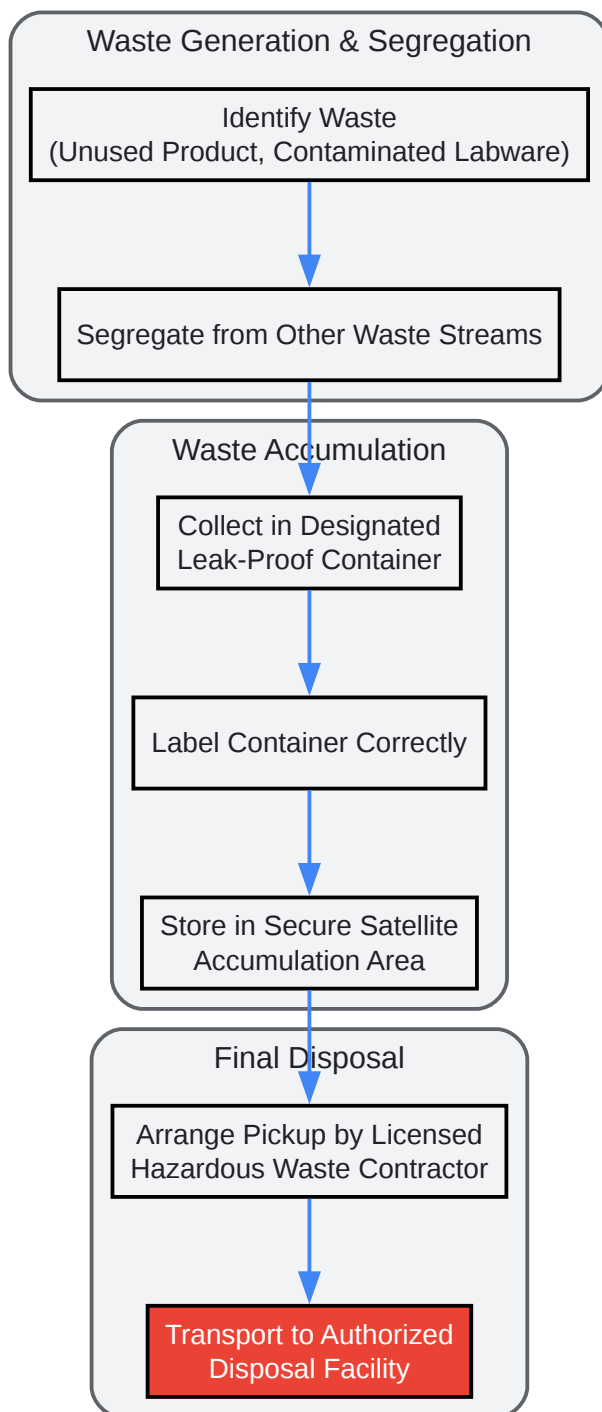 Waste Generation & Segregation
Identify Waste
(Unused Product, Contaminated Labware)
Segregate from Other Waste Streams
Waste Accumulation
Collect in Designated
Leak-Proof Container
Label Container Correctly
Store in Secure Satellite
Accumulation Area
Final Disposal
Arrange Pickup by Licensed
Hazardous Waste Contractor
Transport to Authorized
Disposal Facility